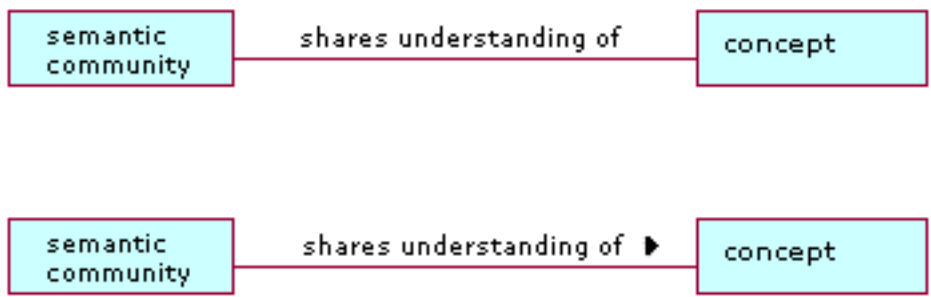 semantic
community
shares understanding of
concept
semantic
community
shares understanding of
concept